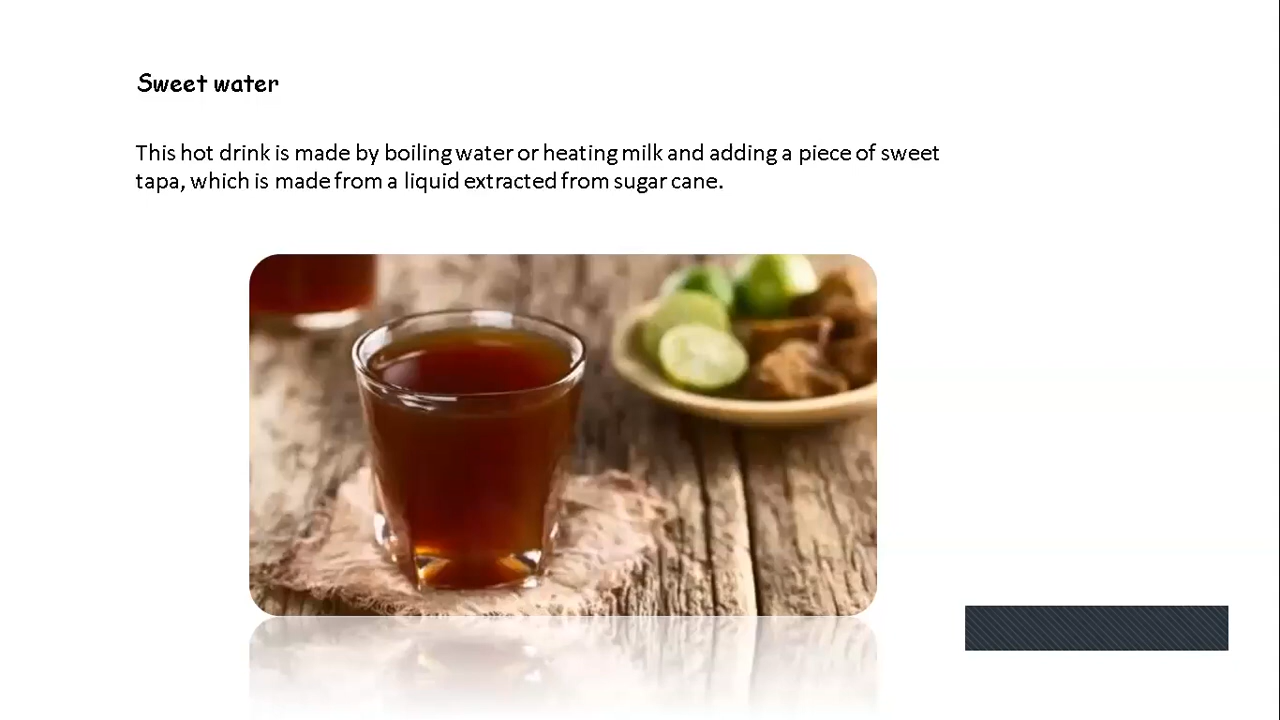 Sweet water
This hot drink is made by boiling water or heating milk and adding a piece of sweet
tapa, which is made from a liquid extracted from sugar cane.